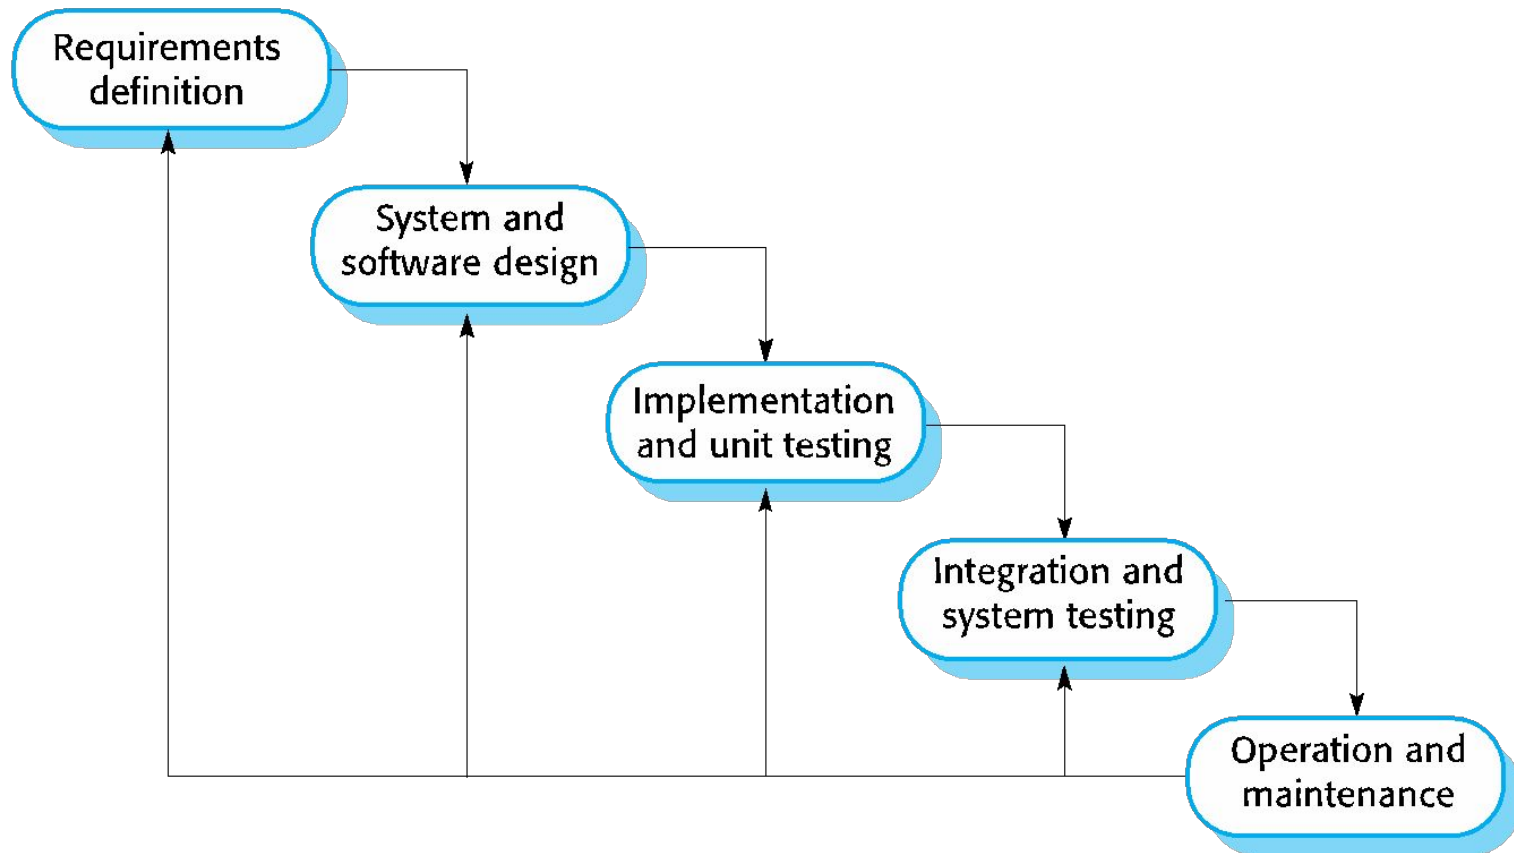 Requirements
definition
System and
software design
Implementation
and unit testing
Integration and
system testing
Operation and
maintenance